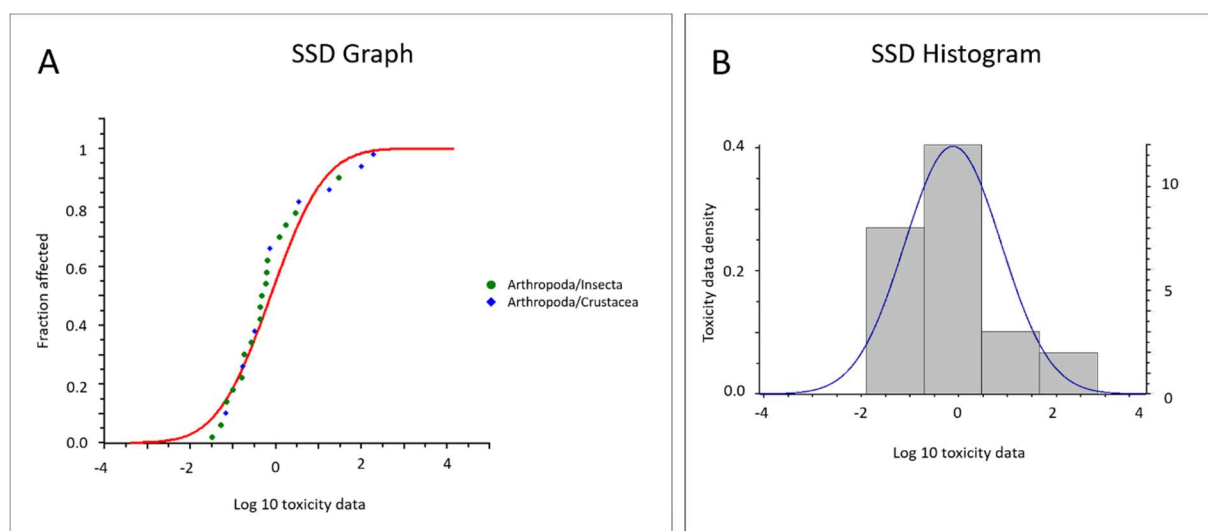 A
SSD Graph
1
0.8
0.6
0.4
0.2
0.0
-4
-2
0
2
4
Fraction affected
Log 10 toxicity data
Arthropoda/Insecta
Arthropoda/Crustacea
B
SSD Histogram
0.4
0.2
0.0
Toxicity data density
10
5
0
-4
-2
0
2
4
Log 10 toxicity data